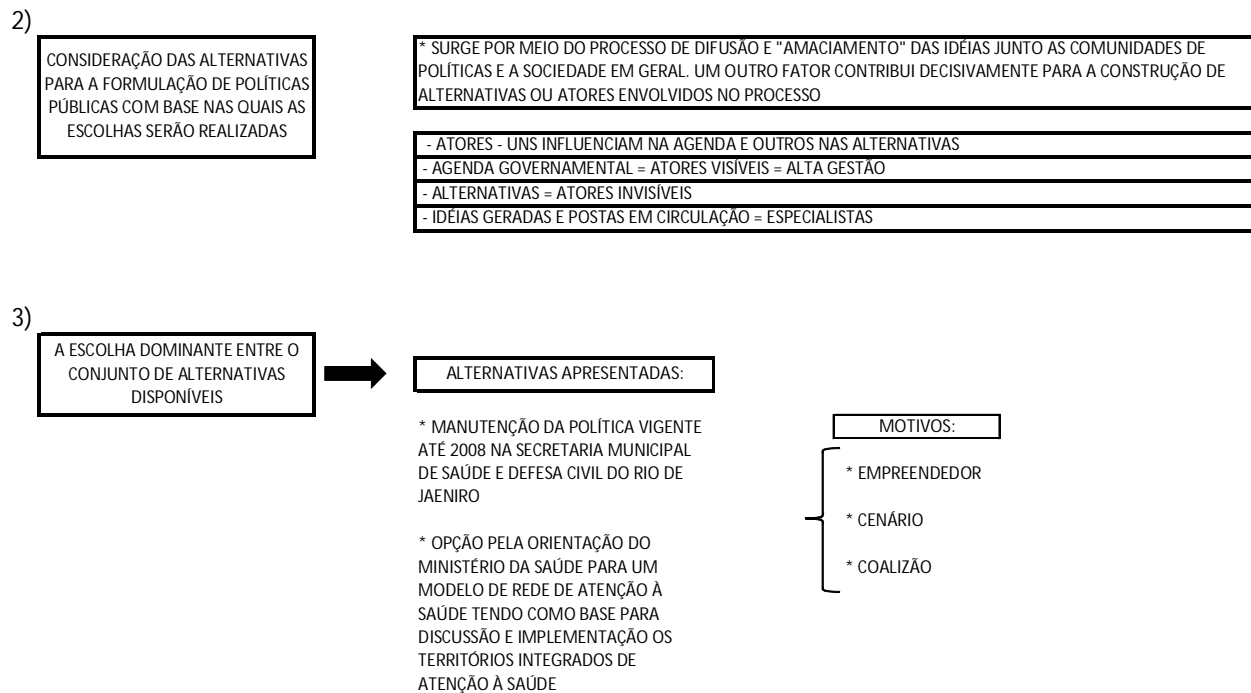 2)
CONSIDERAÇÃO DAS ALTERNATIVAS
PARA A FORMULAÇÃO DE POLÍTICAS
PÚBLICAS COM BASE NAS QUAIS AS
ESCOLHAS SERÃO REALIZADAS
* SURGE POR MEIO DO PROCESSO DE DIFUSÃO E "AMACIAMENTO" DAS IDÉIAS JUNTO AS COMUNIDADES DE
POLÍTICAS E A SOCIEDADE EM GERAL. UM OUTRO FATOR CONTRIBUI DECISIVAMENTE PARA A CONSTRUÇÃO DE
ALTERNATIVAS OU ATORES ENVOLVIDOS NO PROCESSO
- ATORES - UNS INFLUENCIAM NA AGENDA E OUTROS NAS ALTERNATIVAS
- AGENDA GOVERNAMENTAL = ATORES VISÍVEIS = ALTA GESTÃO
- ALTERNATIVAS = ATORES INVISÍVEIS
- IDÉIAS GERADAS E POSTAS EM CIRCULAÇÃO = ESPECIALISTAS
3)
A ESCOLHA DOMINANTE ENTRE O
CONJUNTO DE ALTERNATIVAS
DISPONÍVEIS
ALTERNATIVAS APRESENTADAS:
* MANUTENÇÃO DA POLÍTICA VIGENTE
ATÉ 2008 NA SECRETARIA MUNICIPAL
DE SAÚDE E DEFESA CIVIL DO RIO DE
JAENIRO
* OPÇÃO PELA ORIENTAÇÃO DO
MINISTÉRIO DA SAÚDE PARA UM
MODELO DE REDE DE ATENÇÃO À
SAÚDE TENDO COMO BASE PARA
DISCUSSÃO E IMPLEMENTAÇÃO OS
TERRITÓRIOS INTEGRADOS DE
ATENÇÃO À SAÚDE
MOTIVOS:
* EMPREENDEDOR
* CENÁRIO
* COALIZÃO